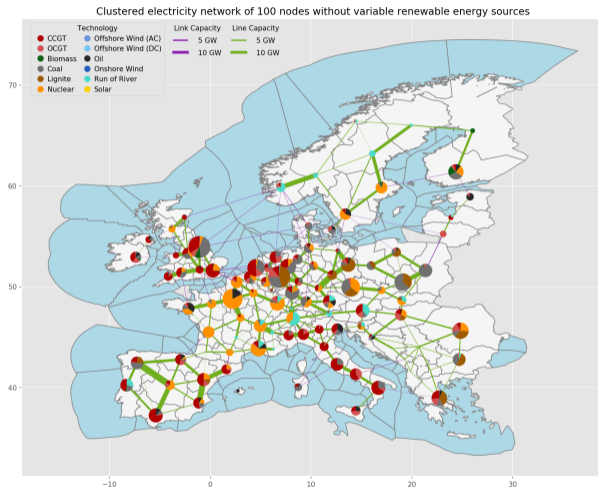 Clustered electricity network of 100 nodes without variable renewable energy sources
Technology
CCGT
OCGT
Biomass
Coal
Lignite
Nuclear
Offshore Wind (AC)
Offshore Wind (DC)
Oil
Onshore Wind
Run of River
Solar
Link Capacity
5 GW
10 GW
Line Capacity
5 GW
10 GW
70
60
50
40
−10
0
10
20
30